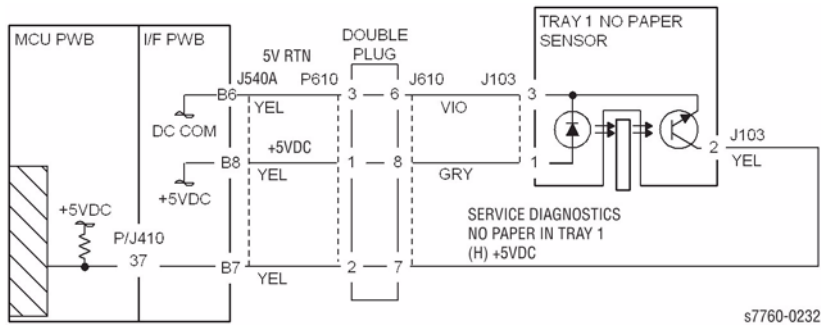 MCU PWB
I/F PWB
5V RTN
DOUBLE
PLUG
TRAY 1 NO PAPER
SENSOR
J540A
P610
J610
J103
B6
YEL
3
6
VIO
3
DC COM
+5VDC
B8
YEL
1
8
GRY
1
2
J103
YEL
+5VDC
+5VDC
P/J410
37
B7
YEL
2
7
SERVICE DIAGNOSTICS
NO PAPER IN TRAY 1
(H) +5VDC
s7760-0232